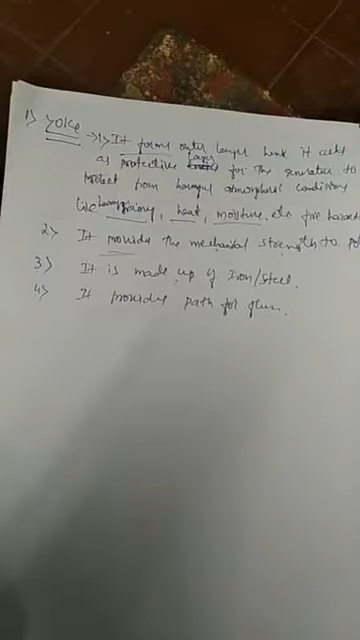 1> Yoke → 1> It forms outer layer hence it acts
as protective layer for the generator to
protect from harmful atmospheric conditions
like heat, moisture, etc fire
2> It provides the mechanical strength to
3> It is made up of Iron/Steel.
4> It provides path for flux.